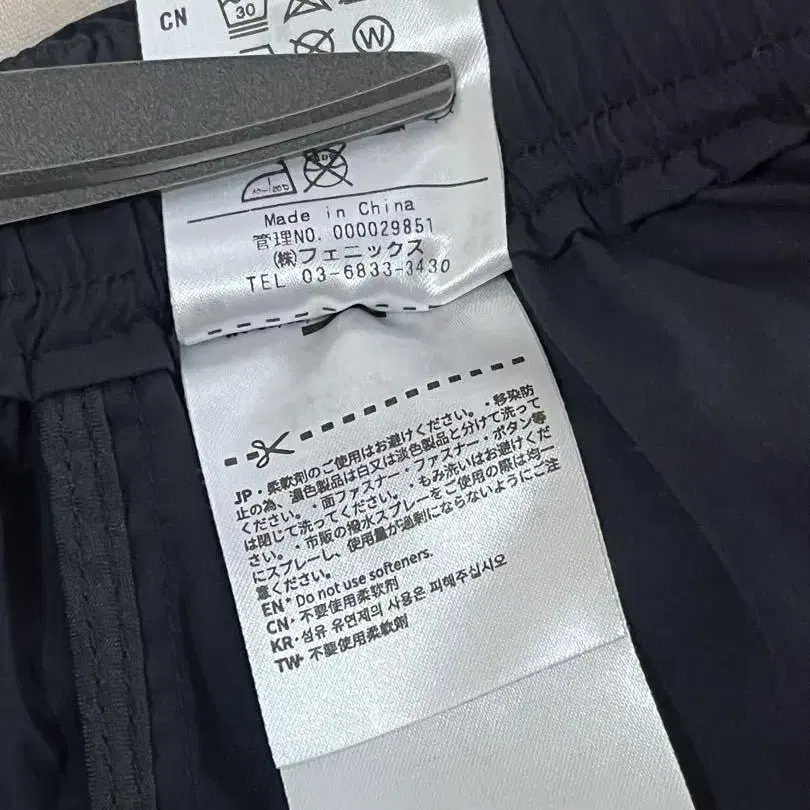 CN
30
W
Made in China
管理NO. 000029851
(株)フェニックス
TEL 03-6833-3430
JP・柔軟剤のご使用はお避けください。・移染防
止の為、濃色製品は白又は淡色製品と分けて洗って
ください。・面ファスナー・ファスナー・ボタン等
は閉じて洗ってください。・もみ洗いはお避けくだ
さい。・市販の撥水スプレーをご使用の際は均一
にスプレーし、使用量が過剰にならないようにご注
意ください。
EN・Do not use softeners.
CN・不要使用柔软剂
KR・섬유 유연제의 사용은 피해주십시오
TW・不要使用柔軟劑